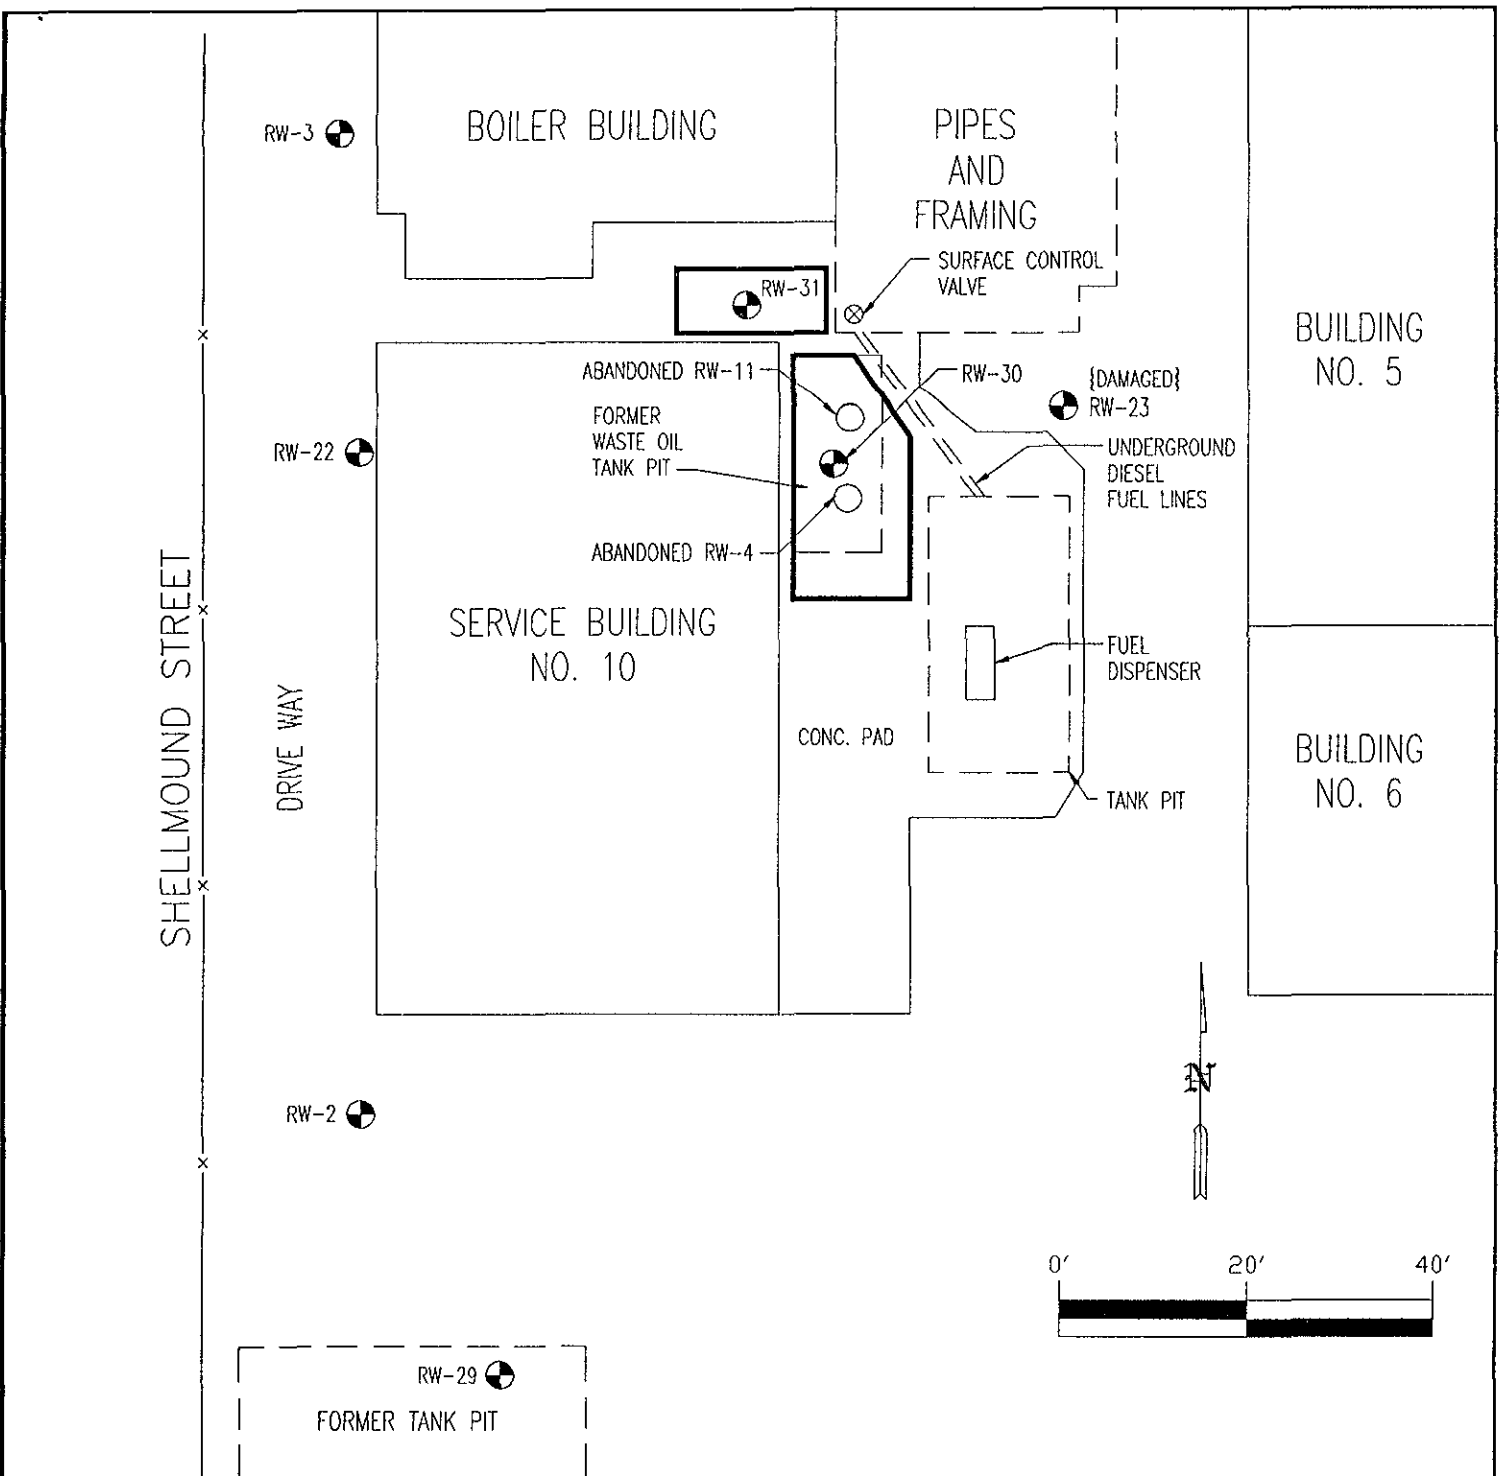 RW-3
BOILER BUILDING
PIPES
AND
FRAMING
SURFACE CONTROL
VALVE
RW-31
BUILDING
NO. 5
ABANDONED RW-11
RW-30
{DAMAGED}
RW-23
FORMER
WASTE OIL
TANK PIT
RW-22
UNDERGROUND
DIESEL
FUEL LINES
ABANDONED RW-4
SHELLMOUND STREET
SERVICE BUILDING
NO. 10
FUEL
DISPENSER
DRIVE WAY
CONC. PAD
BUILDING
NO. 6
TANK PIT
N
RW-2
0' 20' 40'
RW-29
FORMER TANK PIT